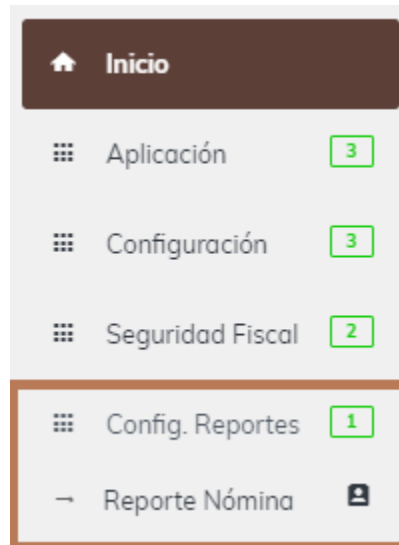 Inicio
Aplicación 3
Configuración 3
Seguridad Fiscal 2
Config. Reportes 1
Reporte Nómina